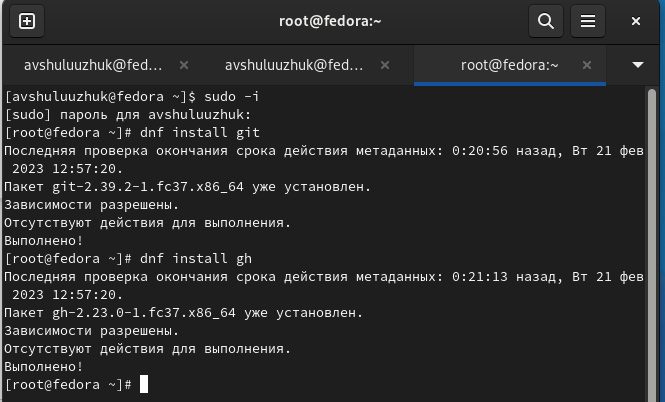 root@fedora:~
avshuluuzhuk@fed...
avshuluuzhuk@fed...
root@fedora:~
[avshuluuzhuk@fedora ~]$ sudo -i
[sudo] пароль для avshuluuzhuk:
[root@fedora ~]# dnf install git
Последняя проверка окончания срока действия метаданных: 0:20:56 назад, Вт 21 фев
 2023 12:57:20.
Пакет git-2.39.2-1.fc37.x86_64 уже установлен.
Зависимости разрешены.
Отсутствуют действия для выполнения.
Выполнено!
[root@fedora ~]# dnf install gh
Последняя проверка окончания срока действия метаданных: 0:21:13 назад, Вт 21 фев
 2023 12:57:20.
Пакет gh-2.23.0-1.fc37.x86_64 уже установлен.
Зависимости разрешены.
Отсутствуют действия для выполнения.
Выполнено!
[root@fedora ~]#